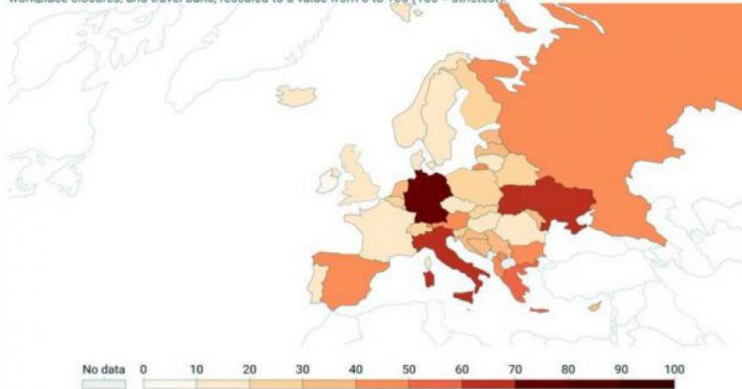 workplace closures, and travel bans, rescaled to a value from 0 to 100 (100 = strictest).
No data 0 10 20 30 40 50 60 70 80 90 100